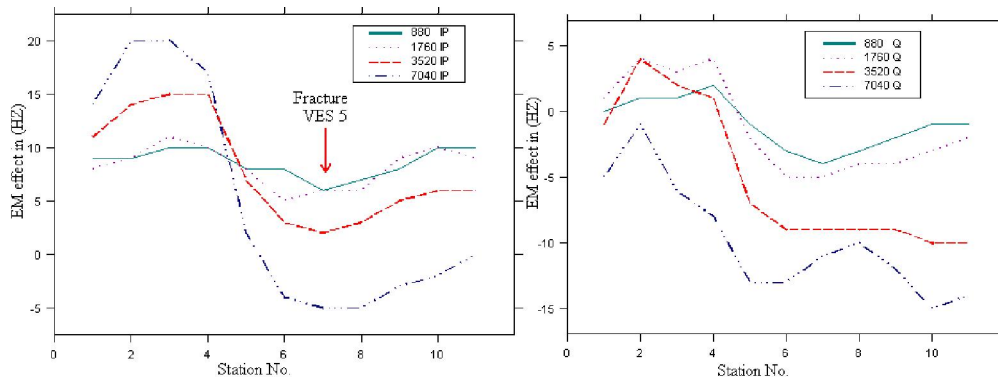 880 IP
1760 IP
3520 IP
7040 IP
Fracture
VES 5
20
15
10
5
0
-5
EM effect in (HZ)
0 2 4 6 8 10
Station No.
880 Q
1760 Q
3520 Q
7040 Q
5
0
-5
-10
-15
EM effect in (HZ)
0 2 4 6 8 10
Station No.